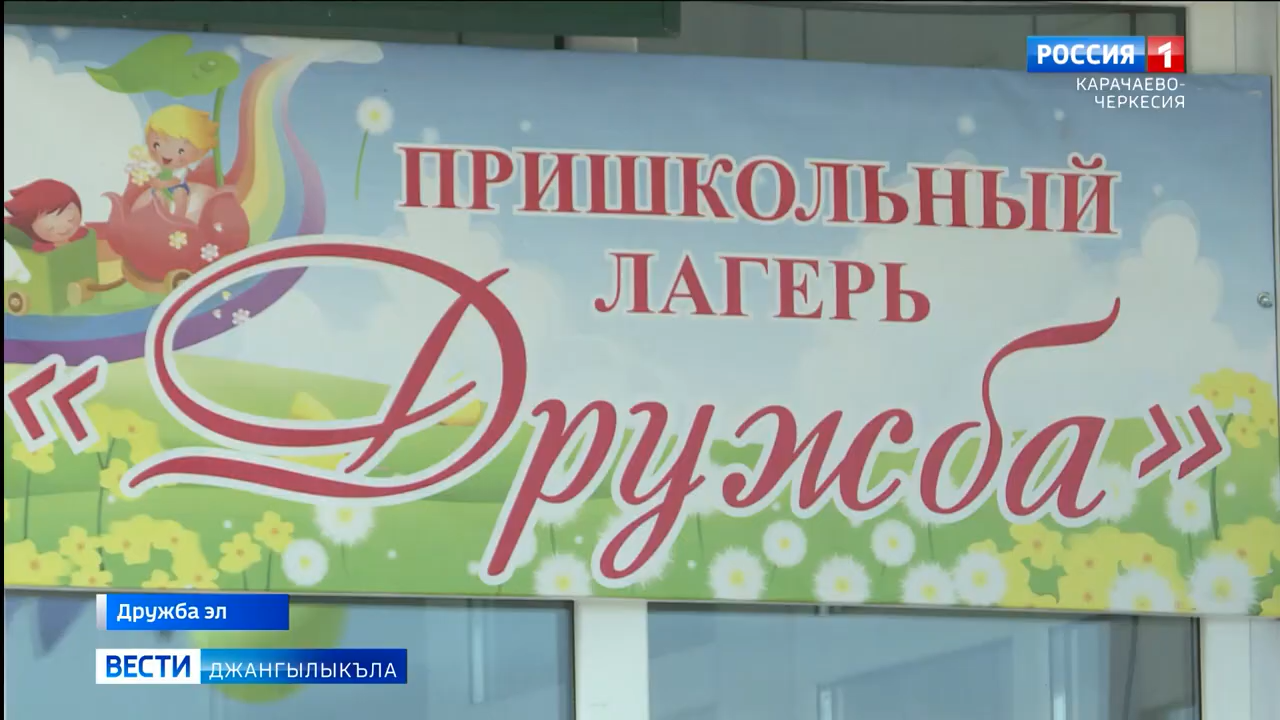 РОССИЯ 1
КАРАЧАЕВО-
ЧЕРКЕСИЯ
ПРИШКОЛЬНЫЙ
ЛАГЕРЬ
«Дружба»
Дружба эл
ВЕСТИ ДЖАНГЫЛЫКЪЛА